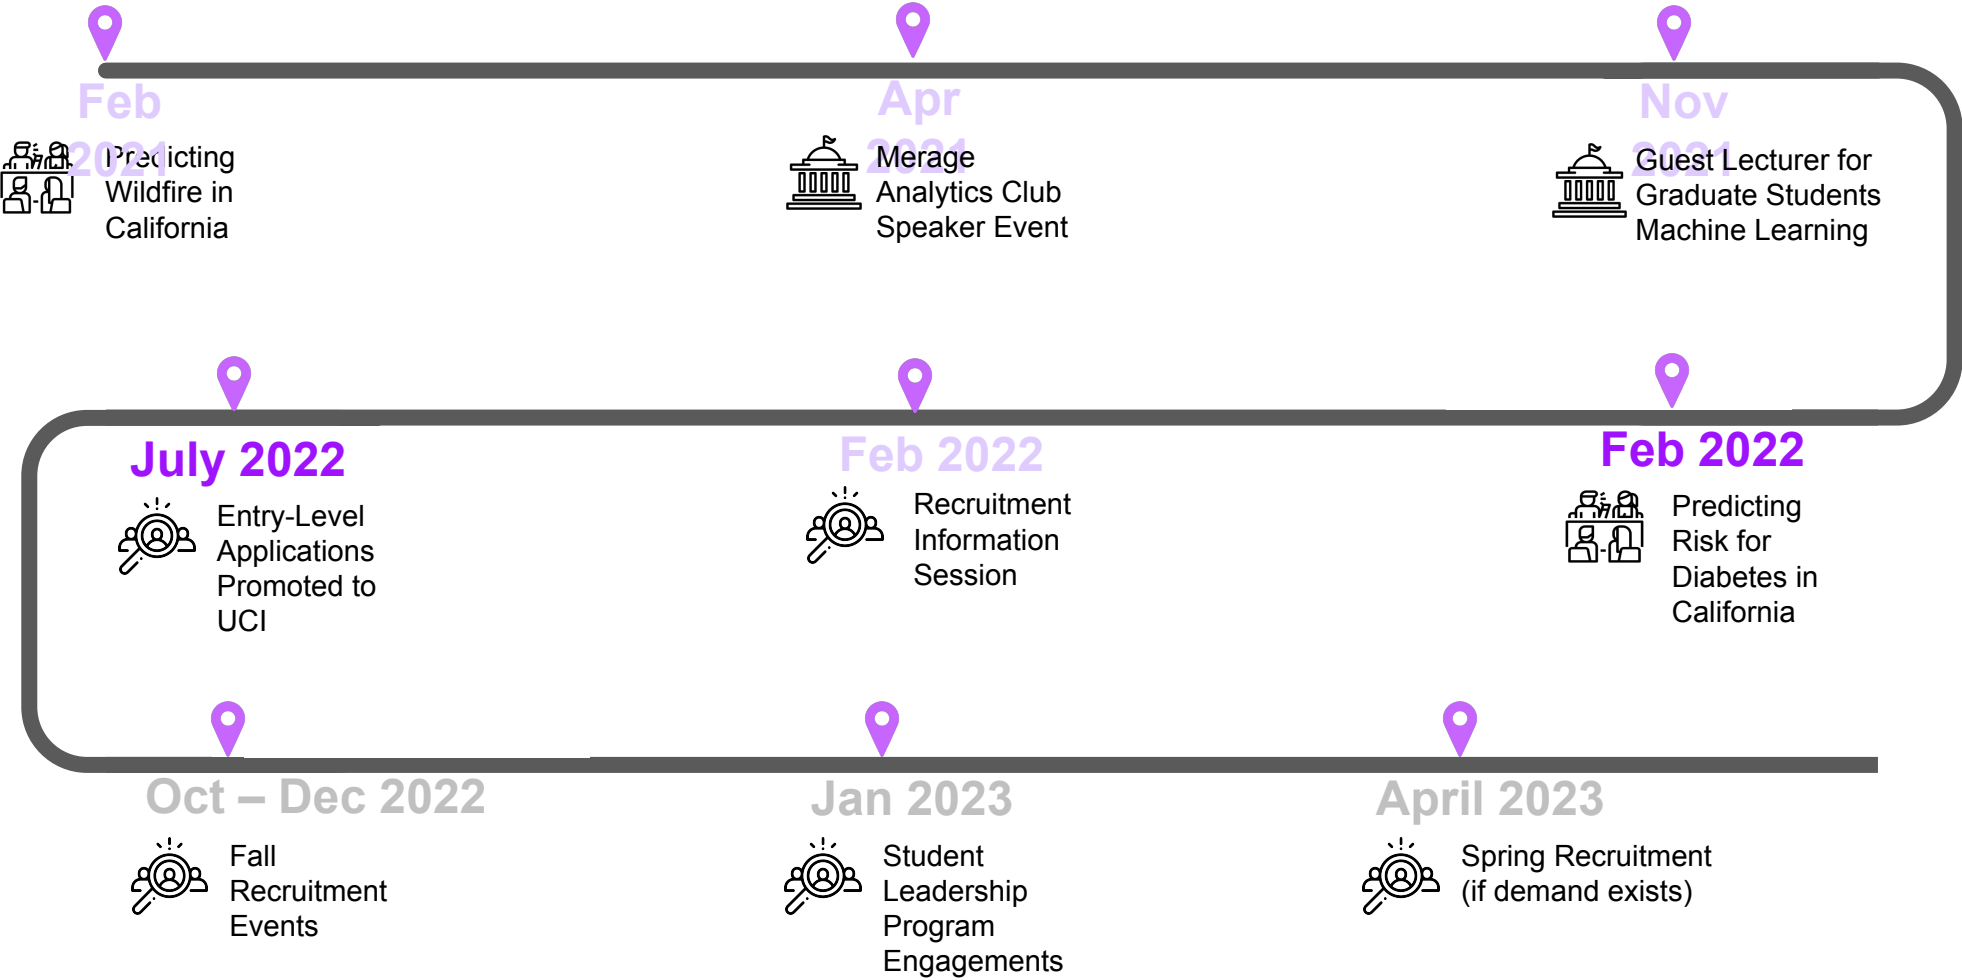 Feb
2021
Predicting
Wildfire in
California
Apr
2021
Merage
Analytics Club
Speaker Event
Nov
2021
Guest Lecturer for
Graduate Students
Machine Learning
July 2022
Entry-Level
Applications
Promoted to
UCI
Feb 2022
Recruitment
Information
Session
Feb 2022
Predicting
Risk for
Diabetes in
California
Oct – Dec 2022
Fall
Recruitment
Events
Jan 2023
Student
Leadership
Program
Engagements
April 2023
Spring Recruitment
(if demand exists)